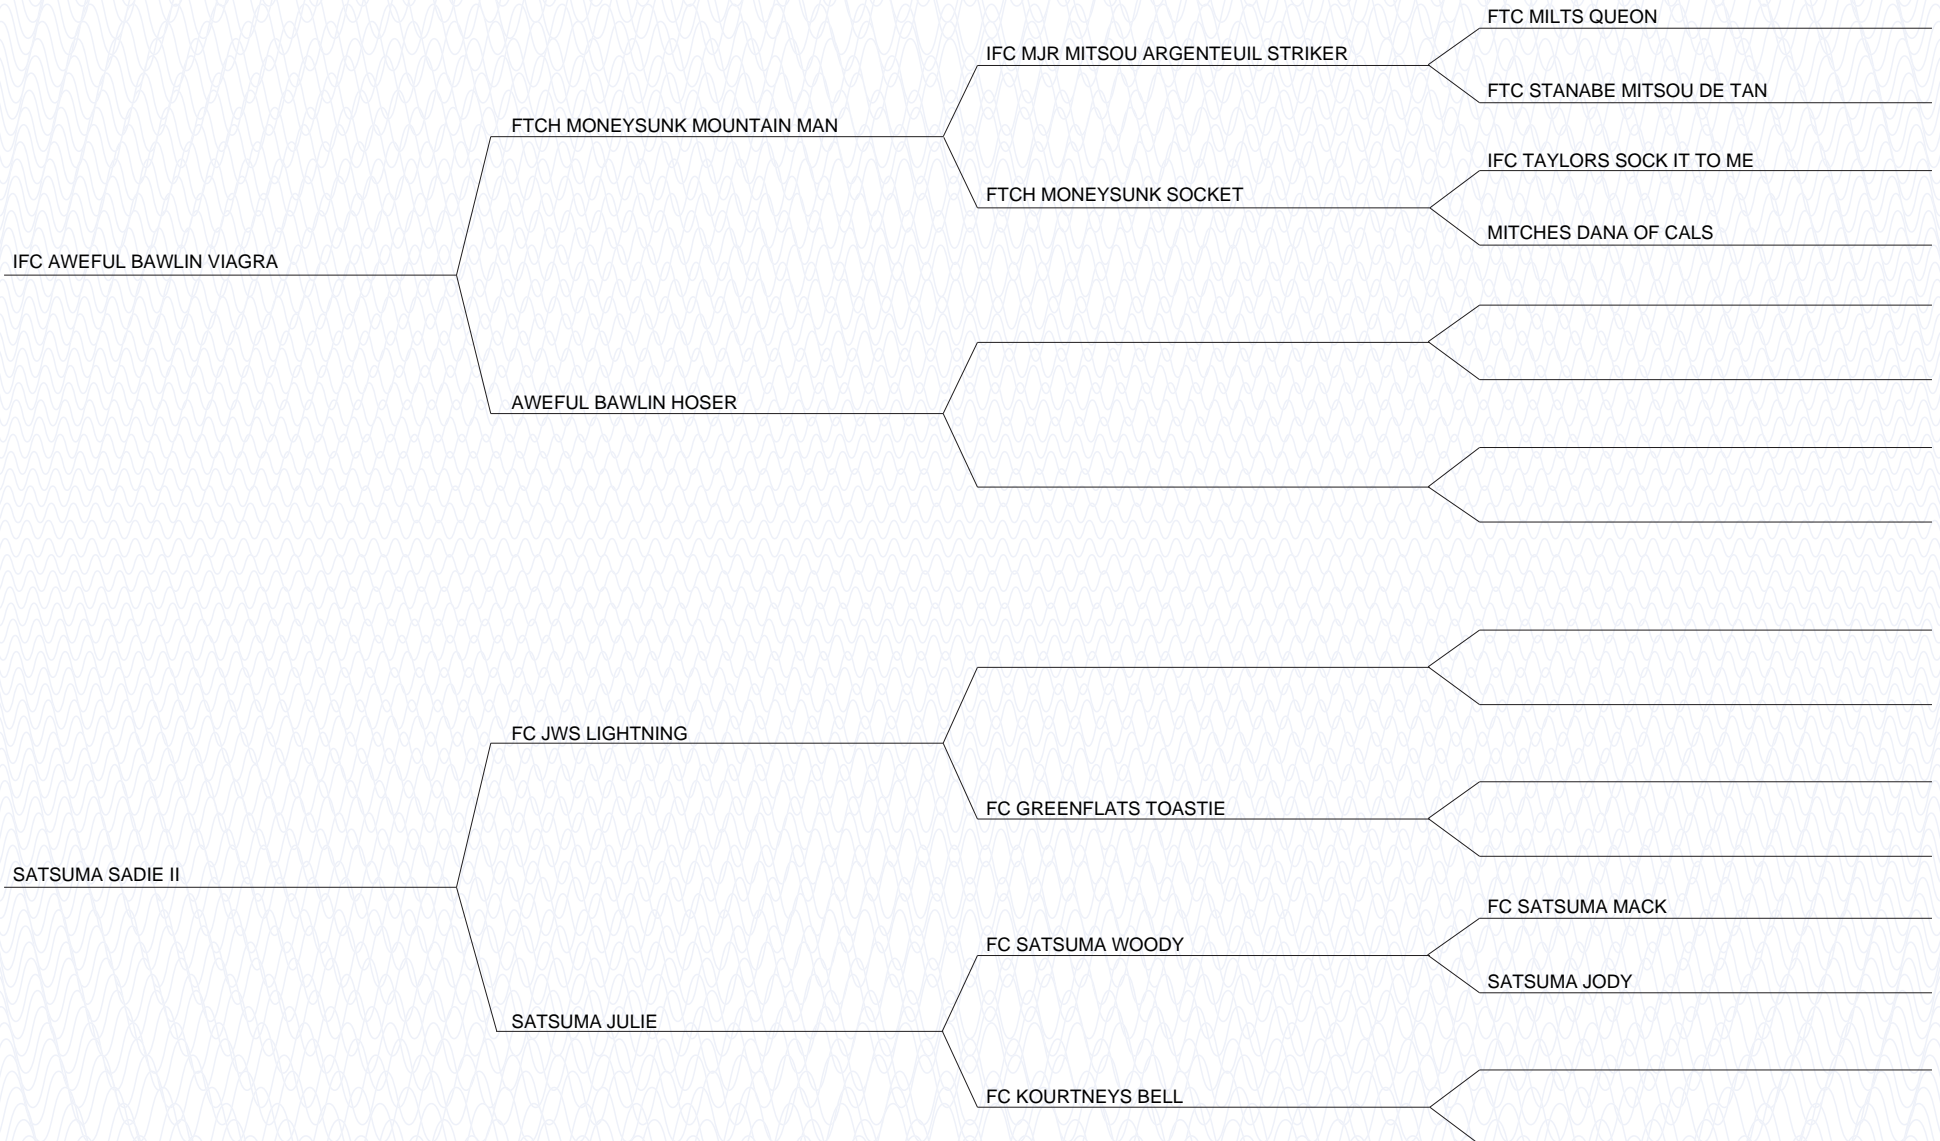 FTC MILTS QUEON
IFC MJR MITSOU ARGENTEUIL STRIKER
FTC STANABE MITSOU DE TAN
FTCH MONEYSUNK MOUNTAIN MAN
IFC TAYLORS SOCK IT TO ME
FTCH MONEYSUNK SOCKET
MITCHES DANA OF CALS
IFC AWEFUL BAWLIN VIAGRA
AWEFUL BAWLIN HOSER
FC JWS LIGHTNING
FC GREENFLATS TOASTIE
SATSUMA SADIE II
FC SATSUMA MACK
FC SATSUMA WOODY
SATSUMA JODY
SATSUMA JULIE
FC KOURTNEYS BELL